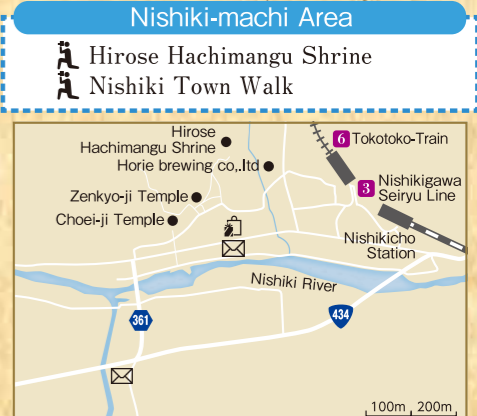 Nishiki-machi Area
Hirose Hachimangu Shrine
Nishiki Town Walk
Hirose
Hachimangu Shrine
6 Tokotoko-Train
Horie brewing co,.ltd
3 Nishikigawa
Seiryu Line
Zenkyo-ji Temple
Choei-ji Temple
Nishikicho
Station
Nishiki River
361
434
100m 200m